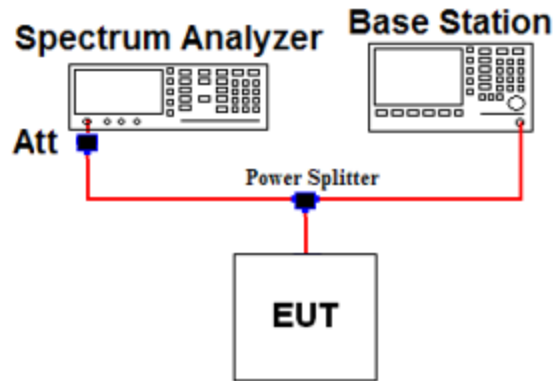 Spectrum Analyzer
Base Station
Att
Power Splitter
EUT